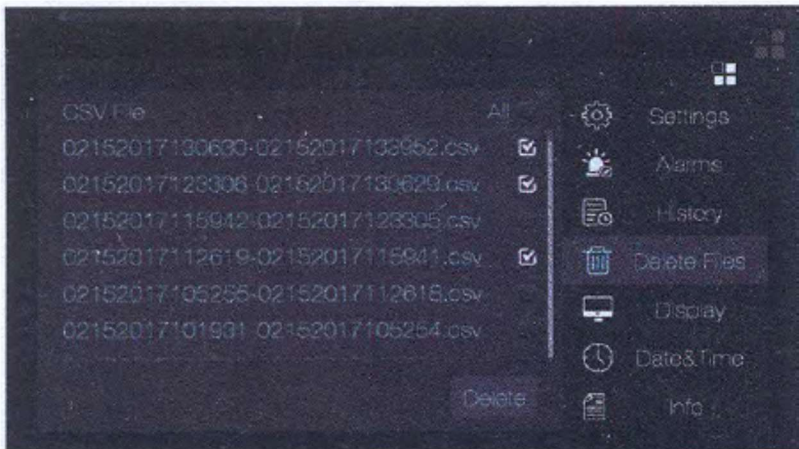 CSV File All
02152017130630-02152017133952.csv
02152017123306-02152017130629.csv
02152017115942-02152017123305.csv
02152017112619-02152017115941.csv
02152017105255-02152017112618.csv
02152017101931-02152017105254.csv
Delete
Settings
Alarms
History
Delete Files
Display
Date&Time
Info